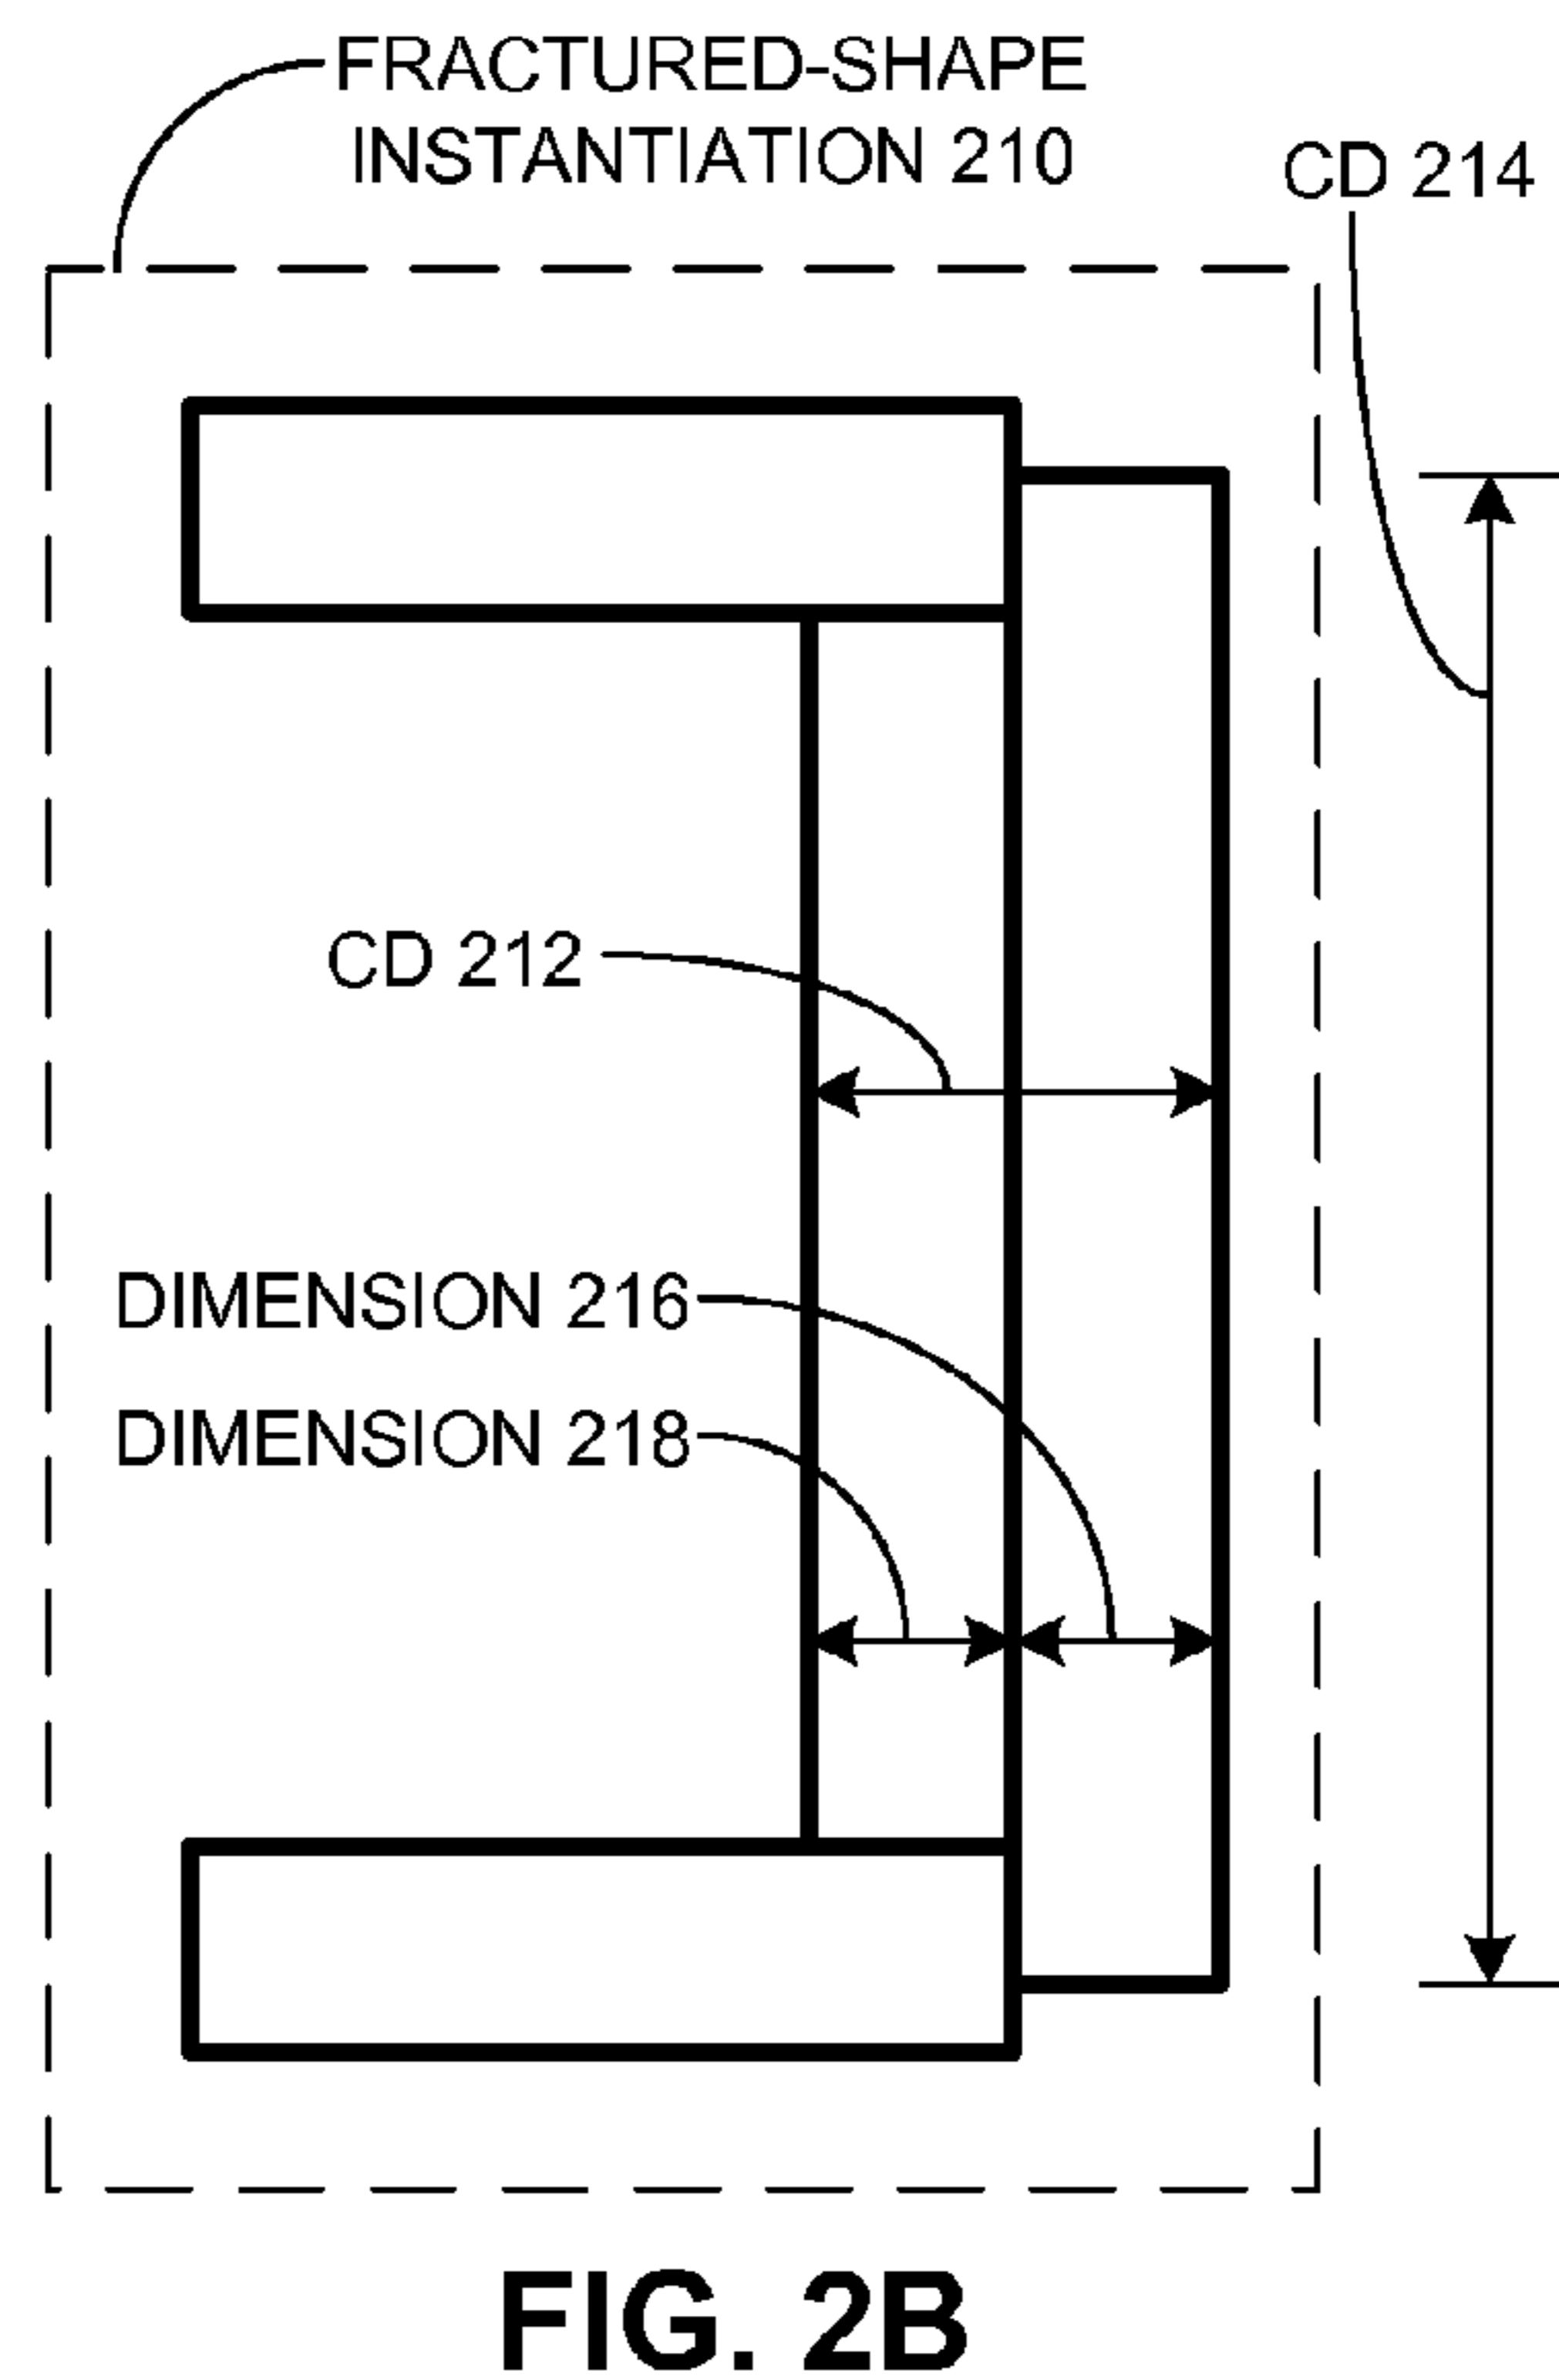 FRACTURED-SHAPE
INSTANTIATION 210
CD 214
CD 212
DIMENSION 216
DIMENSION 218
FIG. 2B